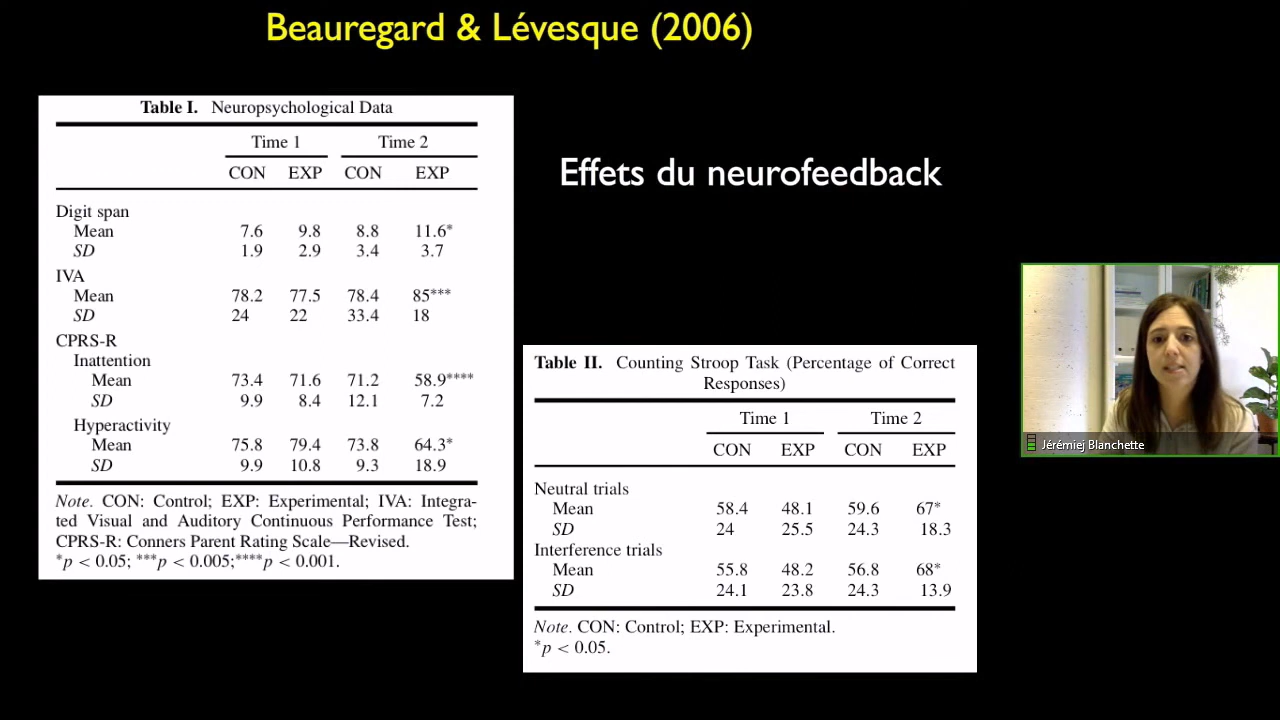 Beauregard & Lévesque (2006)
Table I. Neuropsychological Data
Time 1 Time 2
CON EXP CON EXP
Digit span
Mean 7.6 9.8 8.8 11.6*
SD 1.9 2.9 3.4 3.7
IVA
Mean 78.2 77.5 78.4 85***
SD 24 22 33.4 18
CPRS-R
Inattention
Mean 73.4 71.6 71.2 58.9****
SD 9.9 8.4 12.1 7.2
Hyperactivity
Mean 75.8 79.4 73.8 64.3*
SD 9.9 10.8 9.3 18.9
Note. CON: Control; EXP: Experimental; IVA: Integra-
ted Visual and Auditory Continuous Performance Test;
CPRS-R: Conners Parent Rating Scale—Revised.
*p < 0.05; ***p < 0.005;****p < 0.001.
Effets du neurofeedback
Table II. Counting Stroop Task (Percentage of Correct
Responses)
Time 1 Time 2
CON EXP CON EXP
Neutral trials
Mean 58.4 48.1 59.6 67*
SD 24 25.5 24.3 18.3
Interference trials
Mean 55.8 48.2 56.8 68*
SD 24.1 23.8 24.3 13.9
Note. CON: Control; EXP: Experimental.
*p < 0.05.
Jérémiej Blanchette